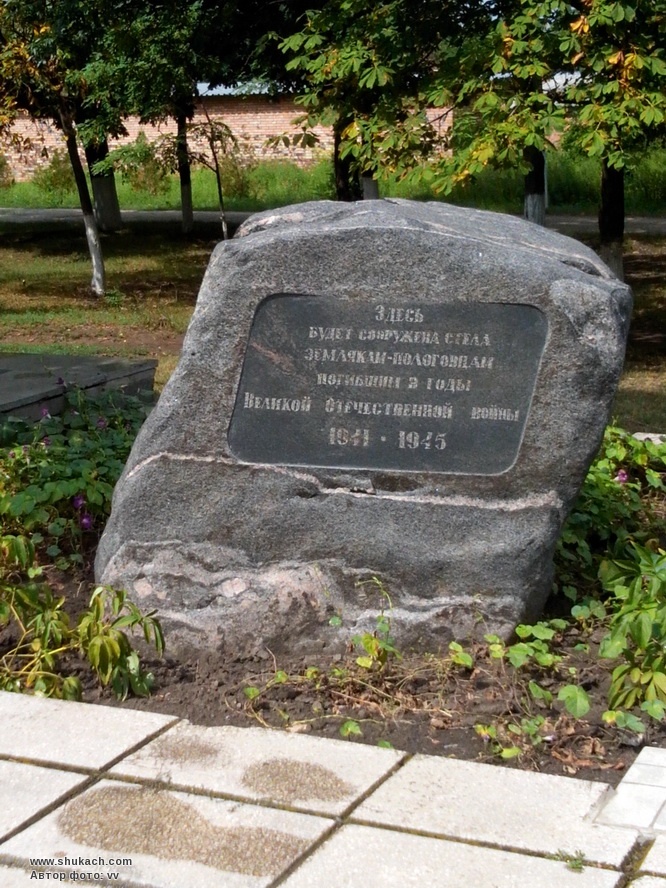 Здесь
будет сооружена стела
землякам-пологовцам
погибшим в годы
Великой Отечественной войны
1941 · 1945
www.shukach.com
Автор фото: vv